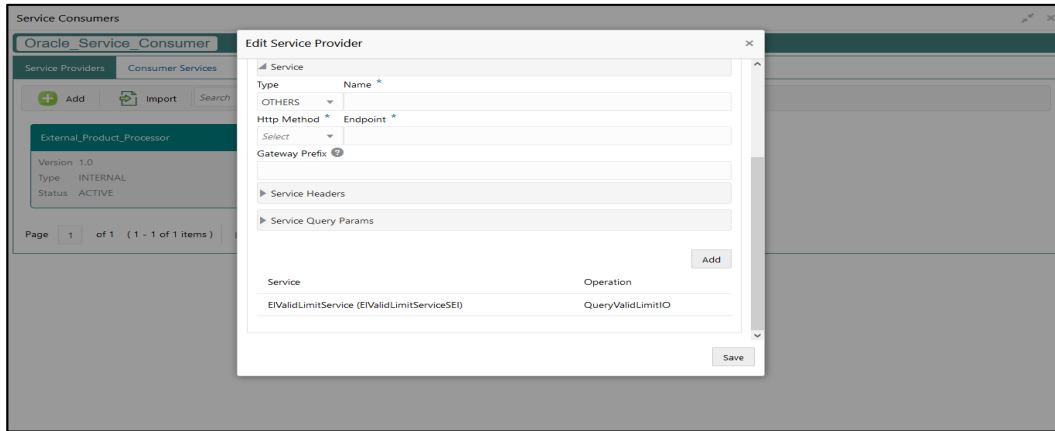 Service Consumers
Oracle_Service_Consumer
Service Providers Consumer Services
Add Import Search
External_Product_Processor
Version 1.0
Type INTERNAL
Status ACTIVE
Page 1 of 1 (1 - 1 of 1 items)
Edit Service Provider
Service
Type Name *
OTHERS
Http Method * Endpoint *
Select
Gateway Prefix ?
Service Headers
Service Query Params
Add
Service Operation
EIValidLimitService (EIValidLimitServiceSEI) QueryValidLimitIO
Save